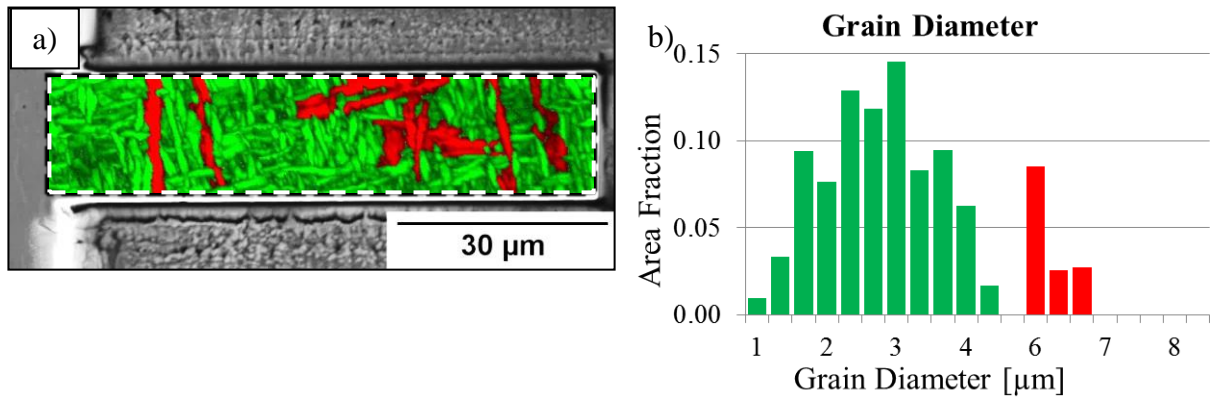 a)
30 µm
b)
Grain Diameter
Area Fraction
0.15
0.10
0.05
0.00
1 2 3 4 6 7 8
Grain Diameter [µm]